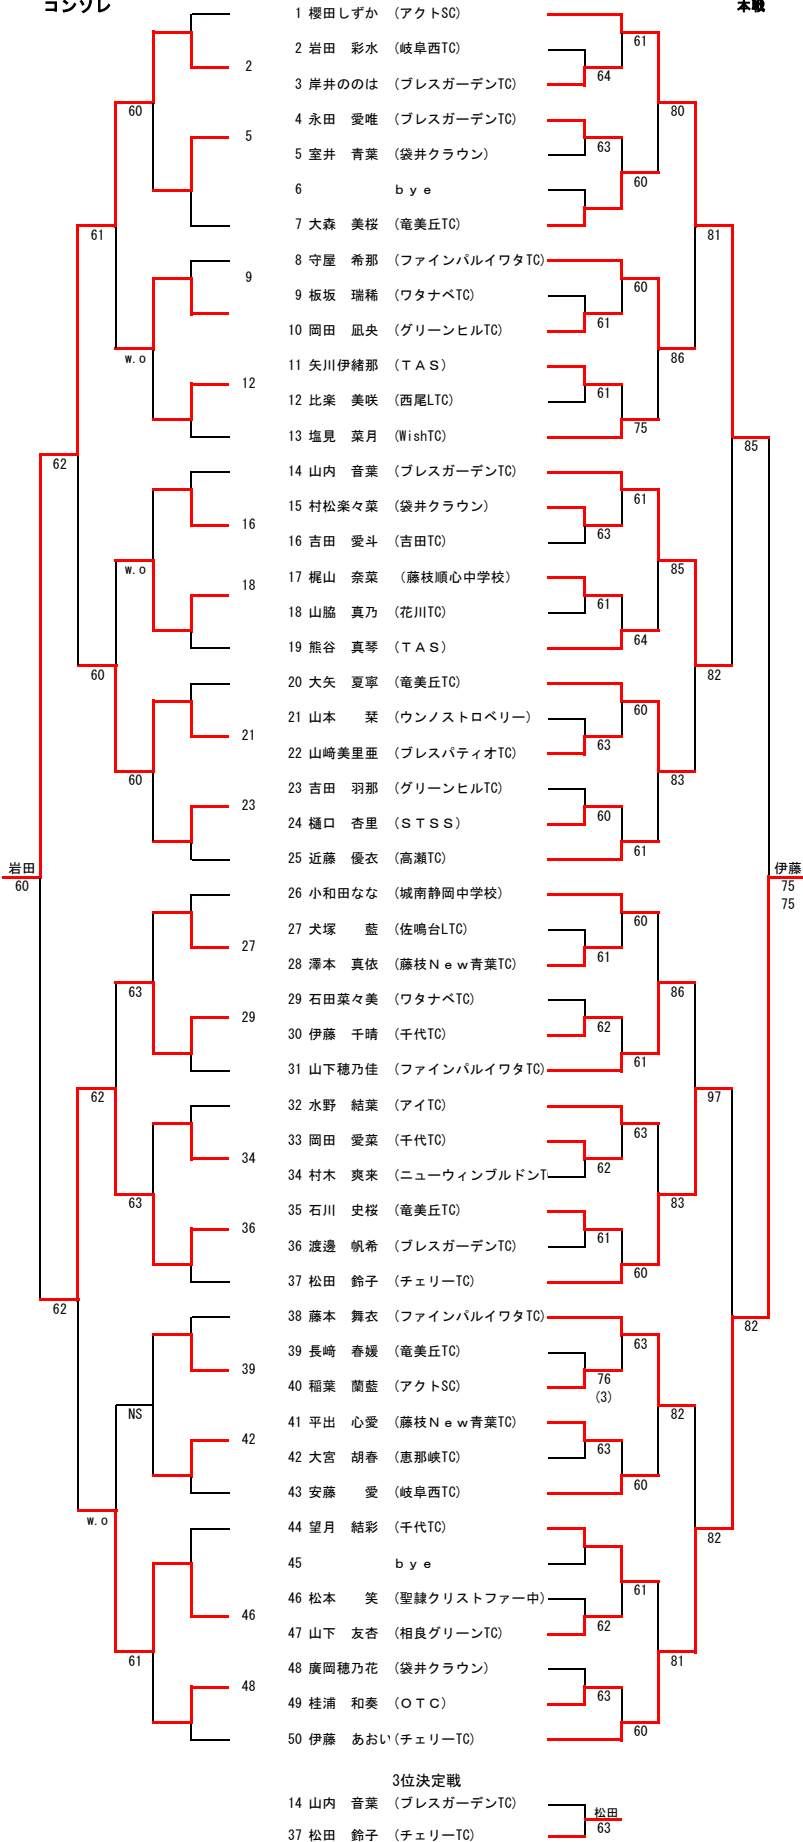 コンソレ 本戦
1 櫻田しずか (アクトSC)
61
2 岩田 彩水 (岐阜西TC)
2
64
3 岸井ののは (ブレスガーデンTC)
60 80
4 永田 愛唯 (ブレスガーデンTC)
5
63
5 室井 青葉 (袋井クラウン)
60
6 bye
7 大森 美桜 (竜美丘TC)
61 81
8 守屋 希那 (ファインパルイワタTC)
9
60
9 板坂 瑞稀 (ワタナベTC)
61
10 岡田 凪央 (グリーンヒルTC)
w.o 86
11 矢川伊緒那 (TAS)
12
61
12 比楽 美咲 (西尾LTC)
75
13 塩見 菜月 (WishTC)
62 85
14 山内 音葉 (ブレスガーデンTC)
61
15 村松楽々菜 (袋井クラウン)
16
63
16 吉田 愛斗 (吉田TC)
w.o 85
17 梶山 奈菜 (藤枝順心中学校)
18
61
18 山脇 真乃 (花川TC)
64
19 熊谷 真琴 (TAS)
60 82
20 大矢 夏寧 (竜美丘TC)
60
21 山本 栞 (ウンノストロベリー)
21
63
22 山﨑美里亜 (ブレスパティオTC)
60 83
23 吉田 羽那 (グリーンヒルTC)
23
60
24 樋口 杏里 (STSS)
61
25 近藤 優衣 (高瀬TC)
岩田 伊藤
60 75
75
26 小和田なな (城南静岡中学校)
60
27 犬塚 藍 (佐鳴台LTC)
27
61
28 澤本 真依 (藤枝New青葉TC)
63 86
29 石田菜々美 (ワタナベTC)
29
62
30 伊藤 千晴 (千代TC)
61
31 山下穂乃佳 (ファインパルイワタTC)
62 97
32 水野 結葉 (アイTC)
63
33 岡田 愛菜 (千代TC)
34
62
34 村木 爽来 (ニューウィンブルドンT
63 83
35 石川 史桜 (竜美丘TC)
36
61
36 渡邊 帆希 (ブレスガーデンTC)
60
37 松田 鈴子 (チェリーTC)
62 82
38 藤本 舞衣 (ファインパルイワタTC)
63
39 長﨑 春媛 (竜美丘TC)
39
76
(3)
40 稲葉 蘭藍 (アクトSC)
NS 82
41 平出 心愛 (藤枝New青葉TC)
42
63
42 大宮 胡春 (恵那峡TC)
60
43 安藤 愛 (岐阜西TC)
w.o 82
44 望月 結彩 (千代TC)
45 bye
61
46 松本 笑 (聖隷クリストファー中)
46
62
47 山下 友杏 (相良グリーンTC)
61 81
48 廣岡穂乃花 (袋井クラウン)
48
63
49 桂浦 和奏 (OTC)
60
50 伊藤 あおい (チェリーTC)
3位決定戦
14 山内 音葉 (ブレスガーデンTC)
松田
63
37 松田 鈴子 (チェリーTC)